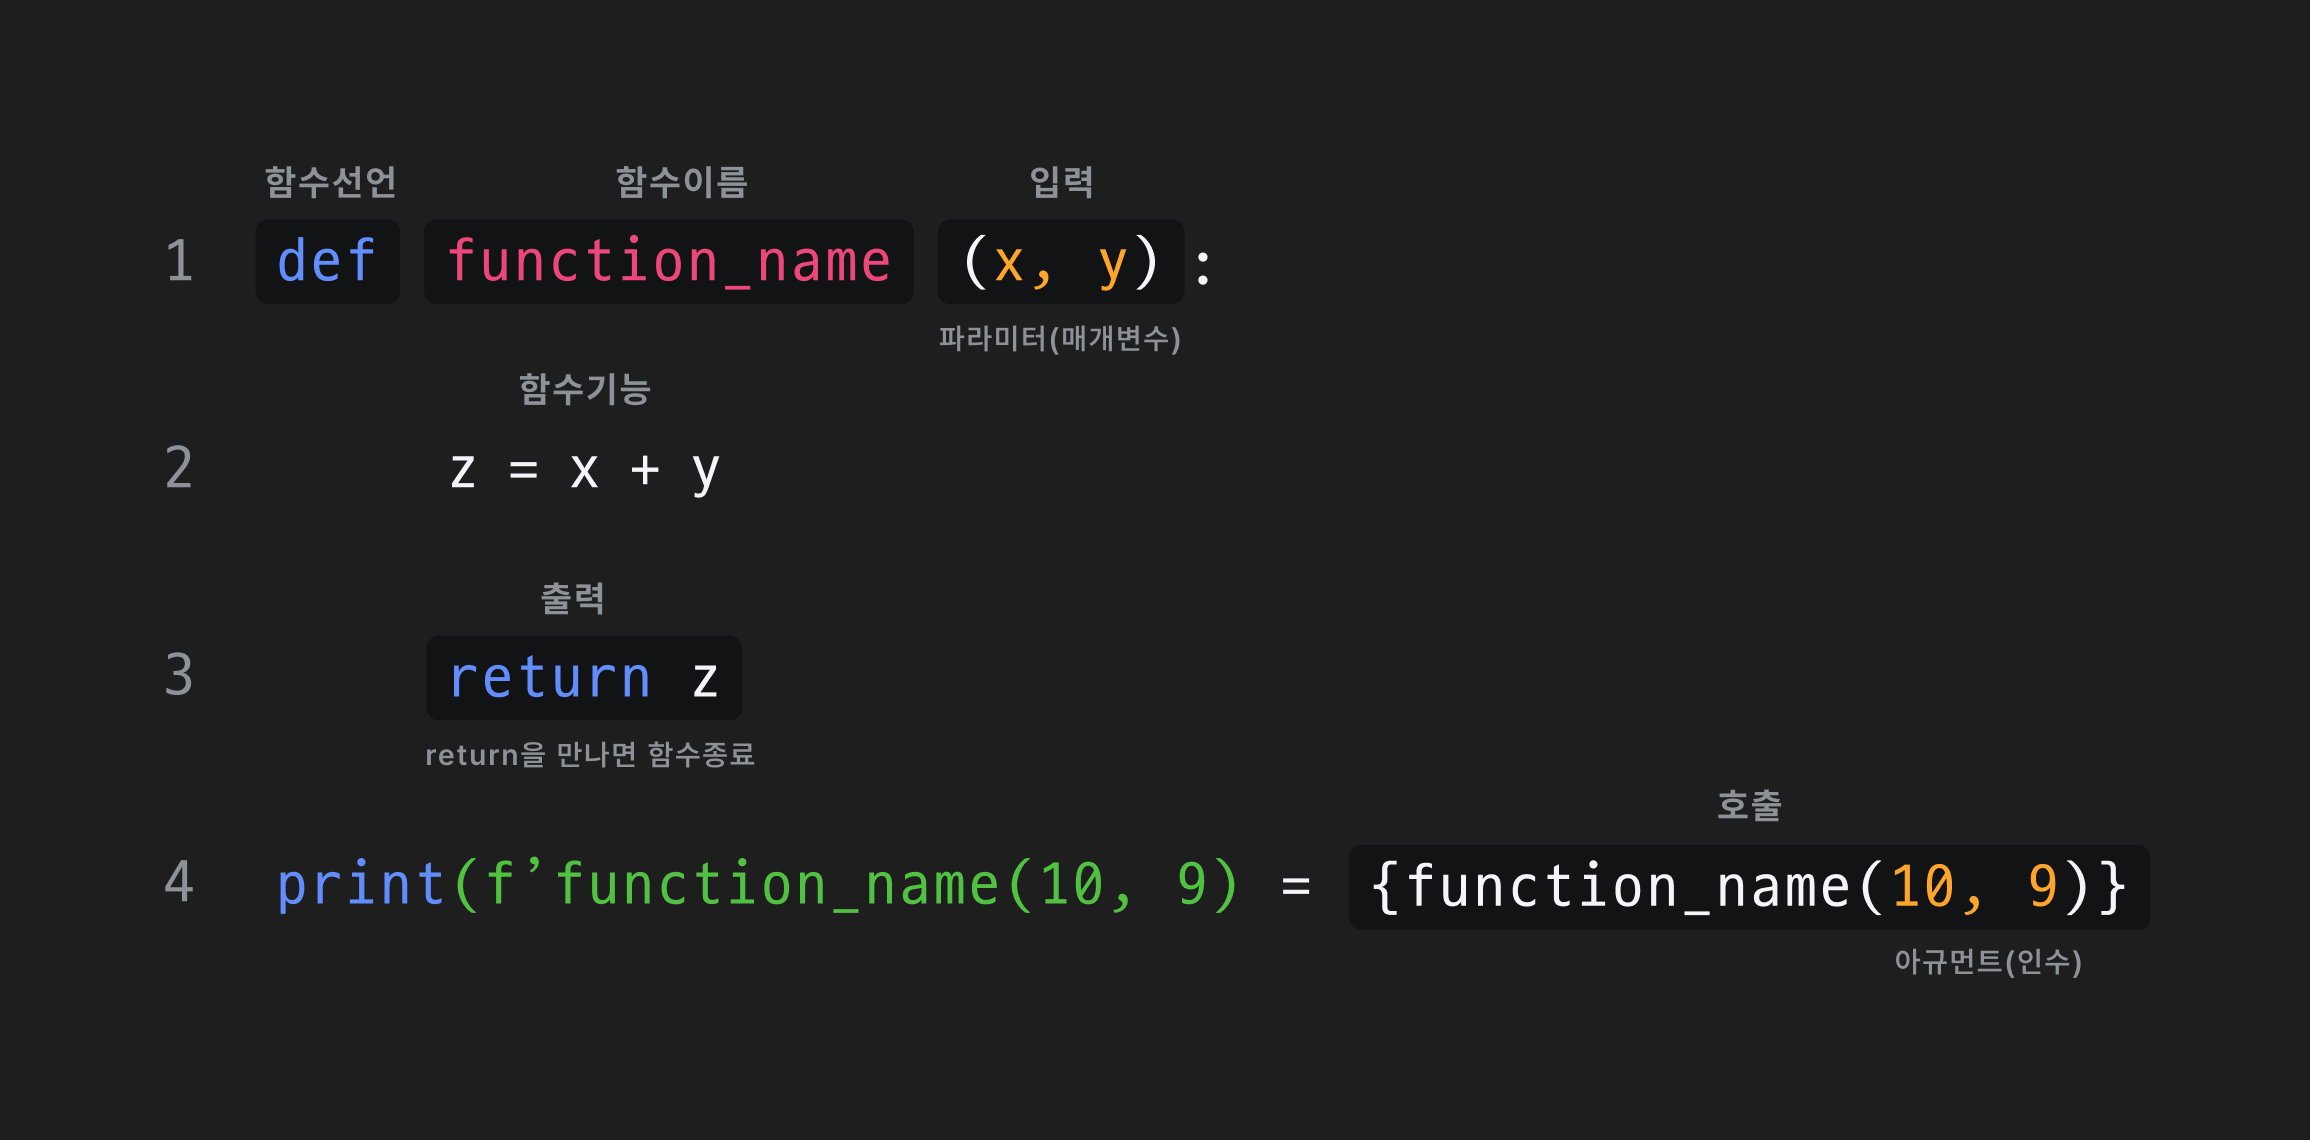 함수선언 함수이름 입력
1 def function_name (x, y):
파라미터(매개변수)
함수기능
2 z = x + y
출력
3 return z
return을 만나면 함수종료
호출
4 print(f’function_name(10, 9) = {function_name(10, 9)}
아규먼트(인수)